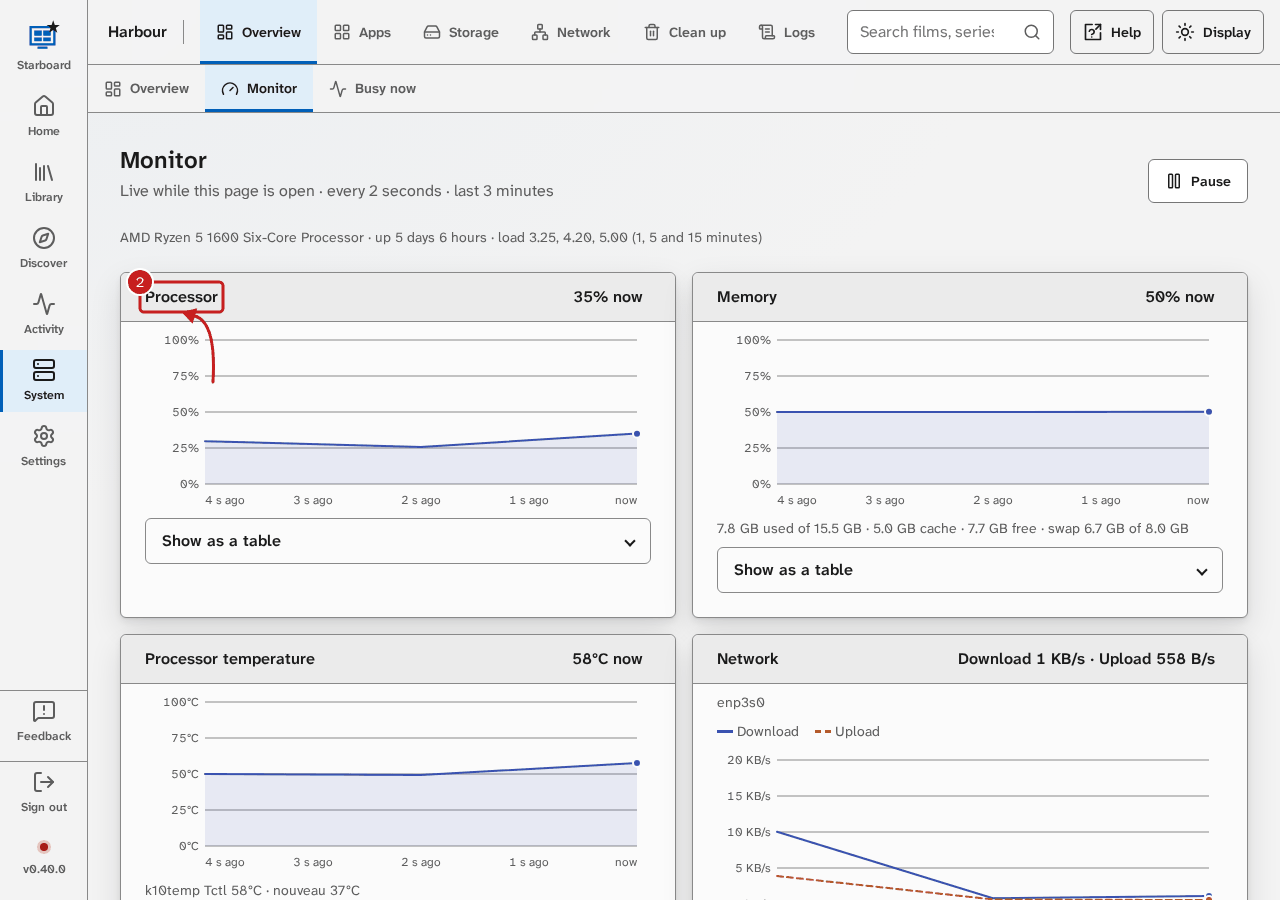 Starboard
Home
Library
Discover
Activity
System
Settings
Feedback
Sign out
v0.40.0
Harbour
Overview
Apps
Storage
Network
Clean up
Logs
Search films, series
Help
Display
Overview
Monitor
Busy now
Monitor
Live while this page is open · every 2 seconds · last 3 minutes
Pause
AMD Ryzen 5 1600 Six-Core Processor · up 5 days 6 hours · load 3.25, 4.20, 5.00 (1, 5 and 15 minutes)
2
Processor
35% now
100%
75%
50%
25%
0%
4 s ago 3 s ago 2 s ago 1 s ago now
Show as a table
Memory
50% now
100%
75%
50%
25%
0%
4 s ago 3 s ago 2 s ago 1 s ago now
7.8 GB used of 15.5 GB · 5.0 GB cache · 7.7 GB free · swap 6.7 GB of 8.0 GB
Show as a table
Processor temperature
58°C now
100°C
75°C
50°C
25°C
0°C
4 s ago 3 s ago 2 s ago 1 s ago now
k10temp Tctl 58°C · nouveau 37°C
Network
Download 1 KB/s · Upload 558 B/s
enp3s0
Download Upload
20 KB/s
15 KB/s
10 KB/s
5 KB/s